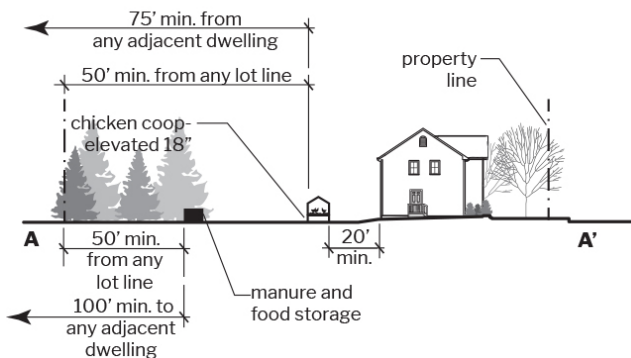 75’ min. from
any adjacent dwelling
50’ min. from any lot line
property
line
chicken coop-
elevated 18”
A
A’
50’ min.
from any
lot line
20’
min.
manure and
food storage
100’ min. to
any adjacent
dwelling